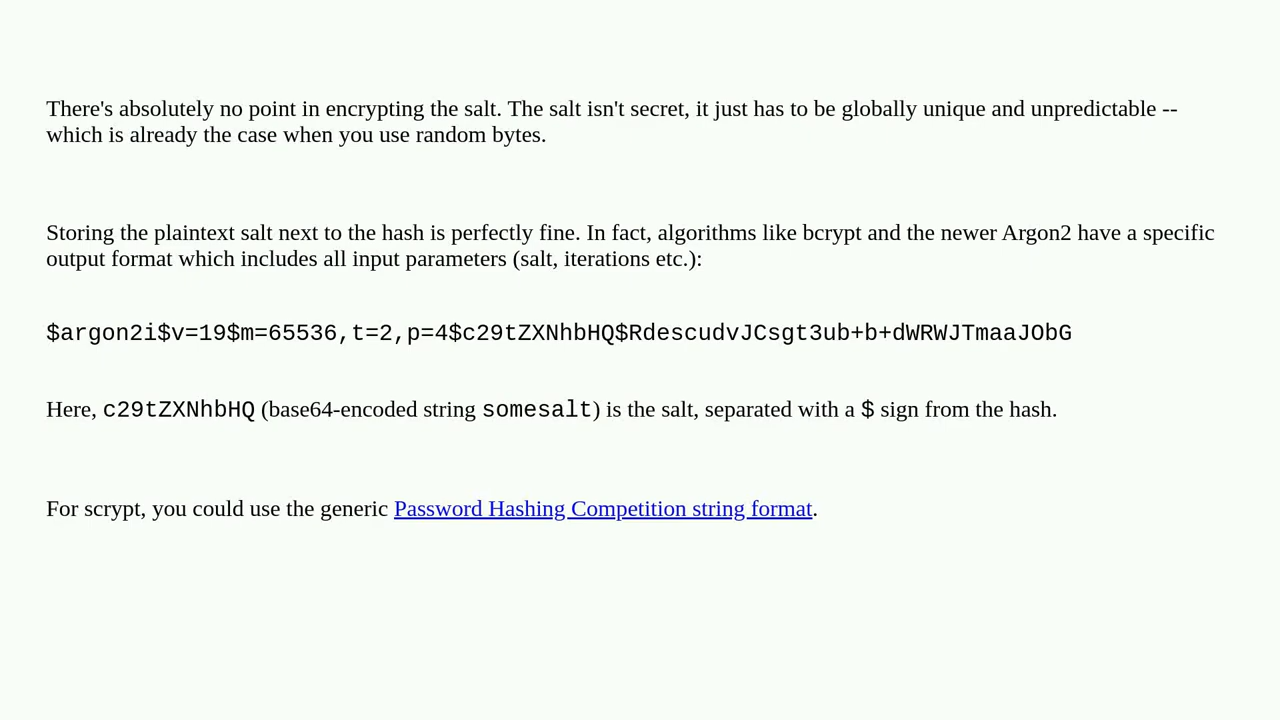 There's absolutely no point in encrypting the salt. The salt isn't secret, it just has to be globally unique and unpredictable --
which is already the case when you use random bytes.
Storing the plaintext salt next to the hash is perfectly fine. In fact, algorithms like bcrypt and the newer Argon2 have a specific
output format which includes all input parameters (salt, iterations etc.):
$argon2i$v=19$m=65536,t=2,p=4$c29tZXNhbHQ$RdescudvJCsgt3ub+b+dWRWJTmaaJObG
Here, c29tZXNhbHQ (base64-encoded string somesalt) is the salt, separated with a $ sign from the hash.
For scrypt, you could use the generic Password Hashing Competition string format.